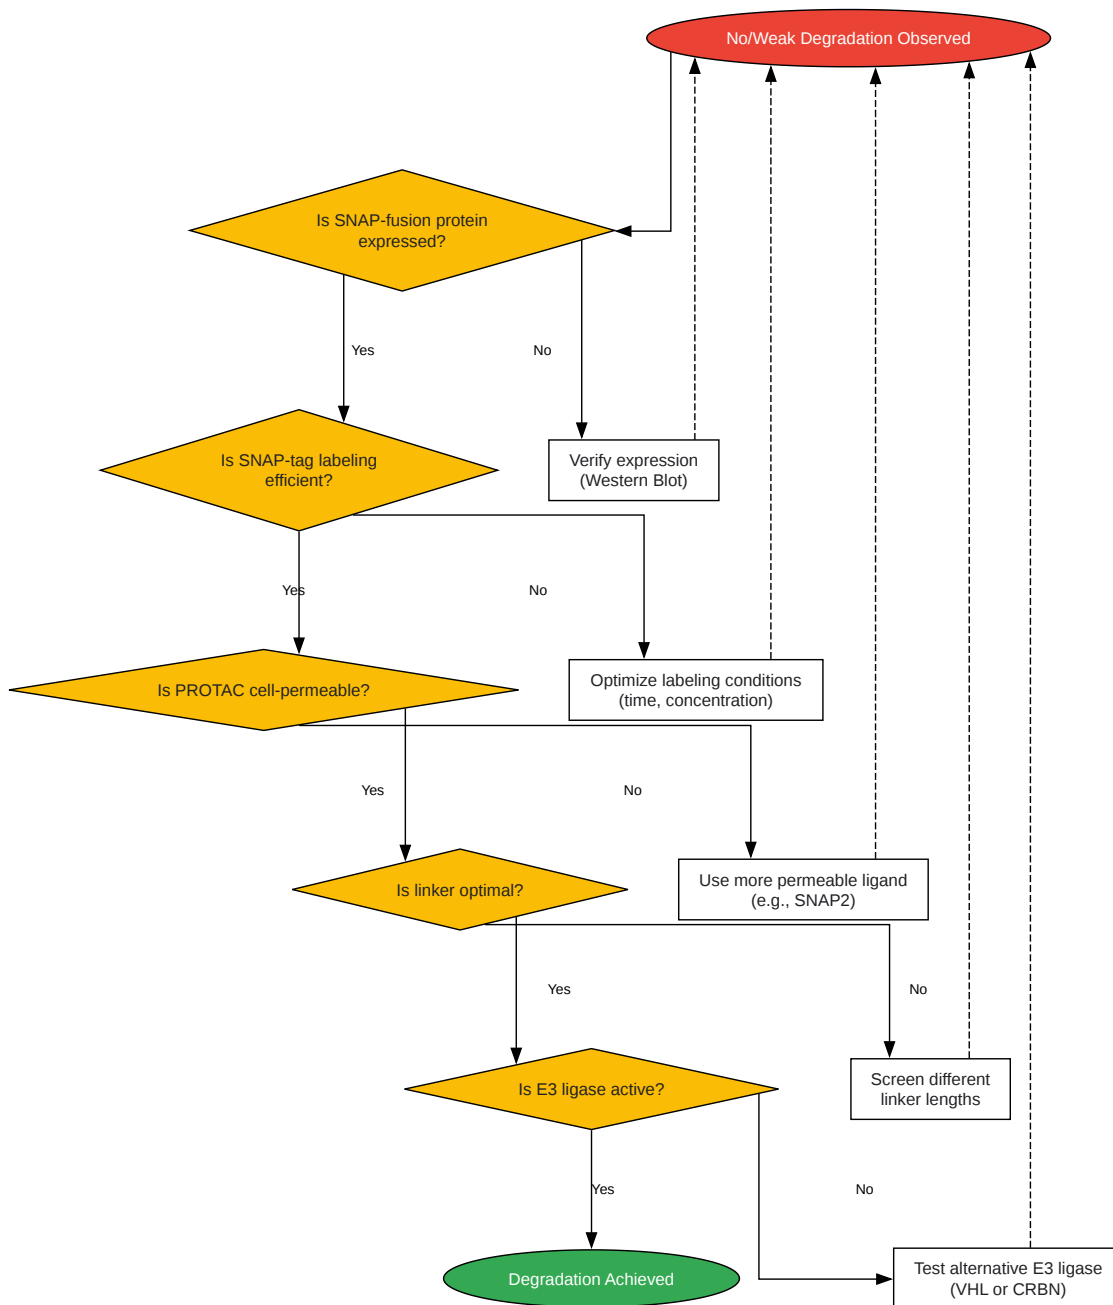 No/Weak Degradation Observed
Is SNAP-fusion protein
expressed?
Yes
No
Is SNAP-tag labeling
efficient?
Verify expression
(Western Blot)
Yes
No
Is PROTAC cell-permeable?
Optimize labeling conditions
(time, concentration)
Yes
No
Is linker optimal?
Use more permeable ligand
(e.g., SNAP2)
Yes
No
Is E3 ligase active?
Screen different
linker lengths
Yes
No
Degradation Achieved
Test alternative E3 ligase
(VHL or CRBN)